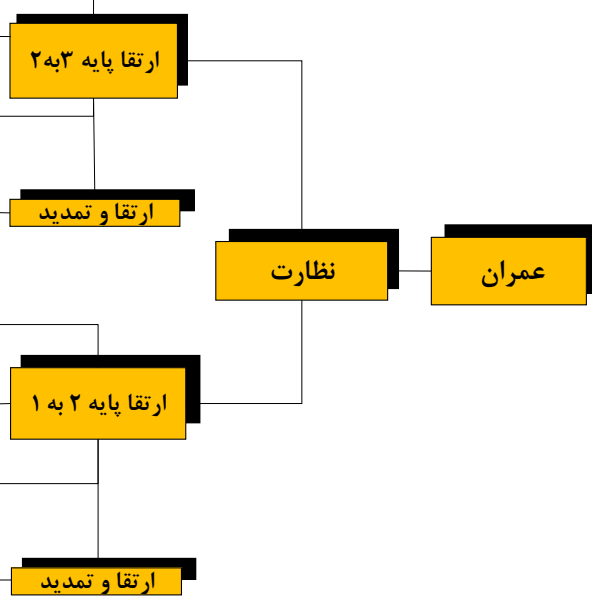 عمران
نظارت
ارتقا پایه ۳به۲
ارتقا و تمدید
ارتقا پایه ۲ به ۱
ارتقا و تمدید